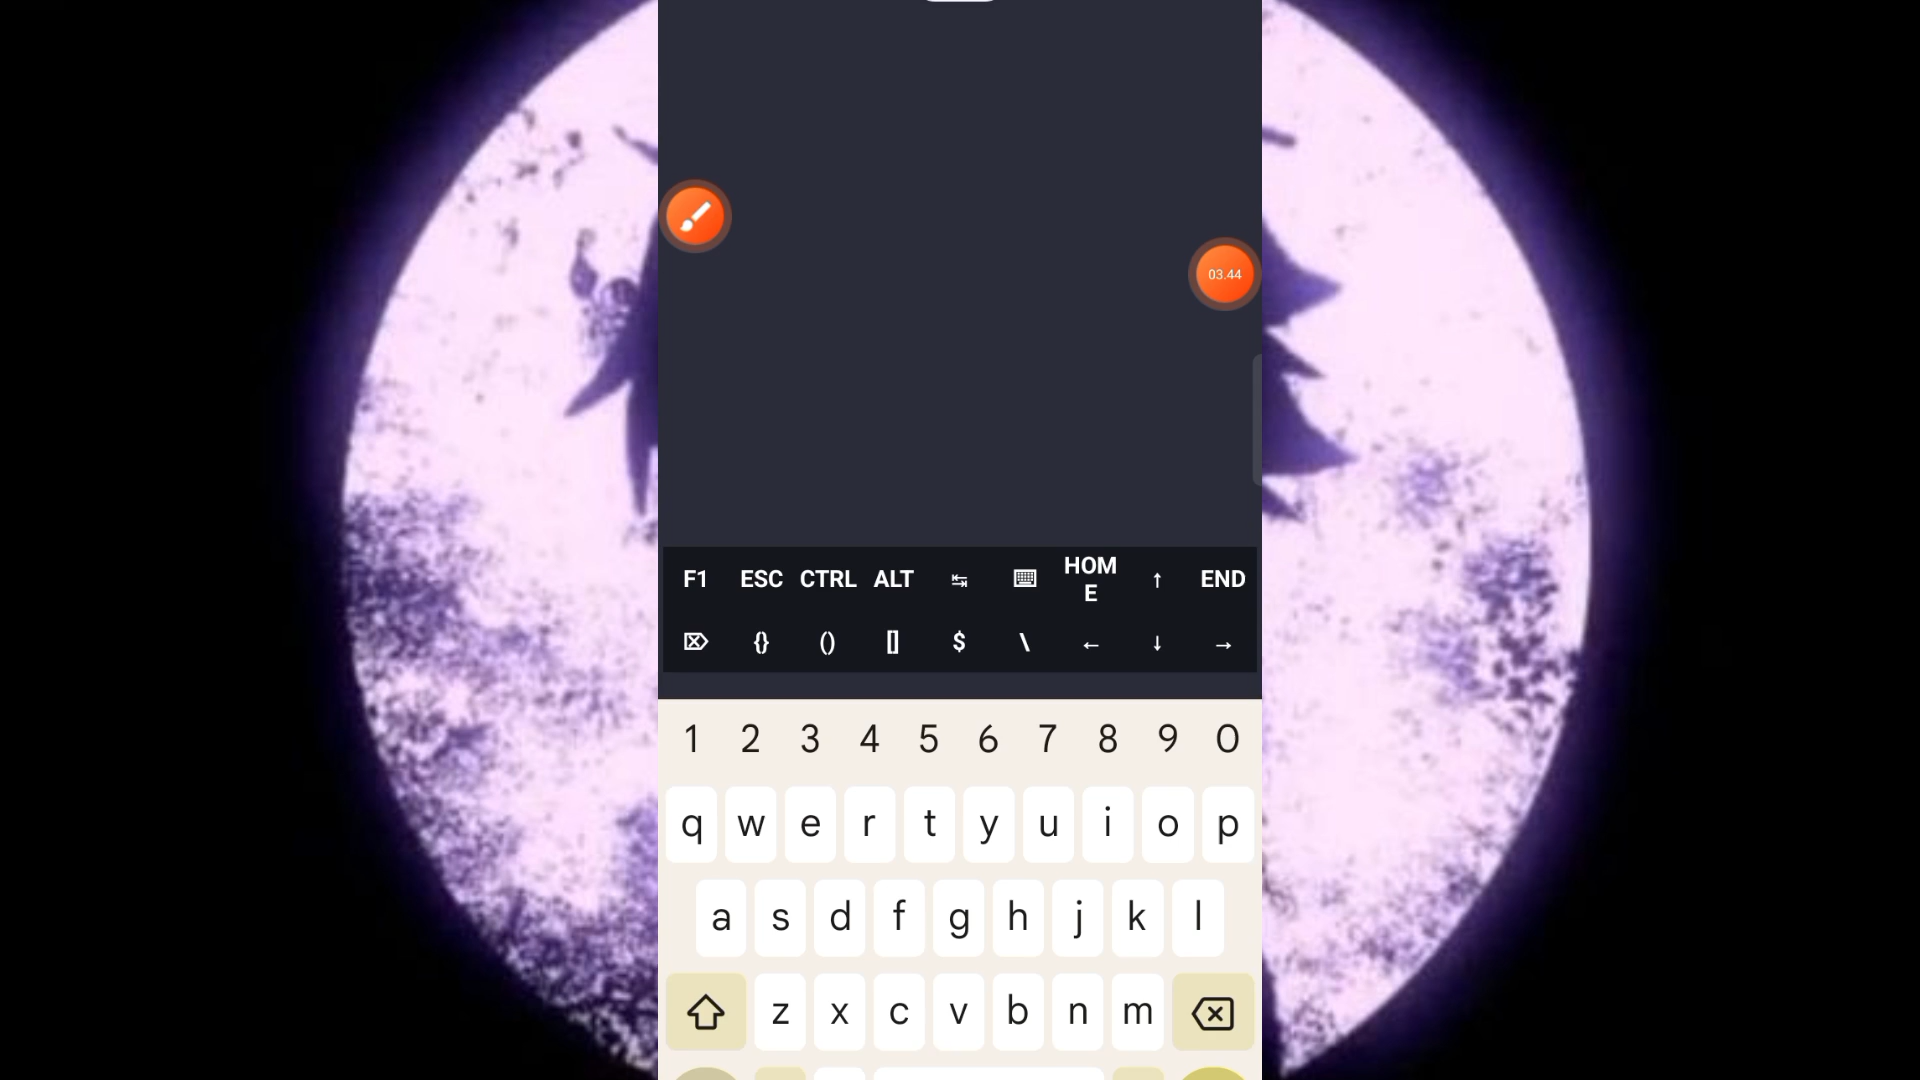 03.44
F1 ESC CTRL ALT ↹ ⌨ HOM
E ↑ END
⌦ {} () [] $ \ ← ↓ →
1 2 3 4 5 6 7 8 9 0
q w e r t y u i o p
a s d f g h j k l
z x c v b n m